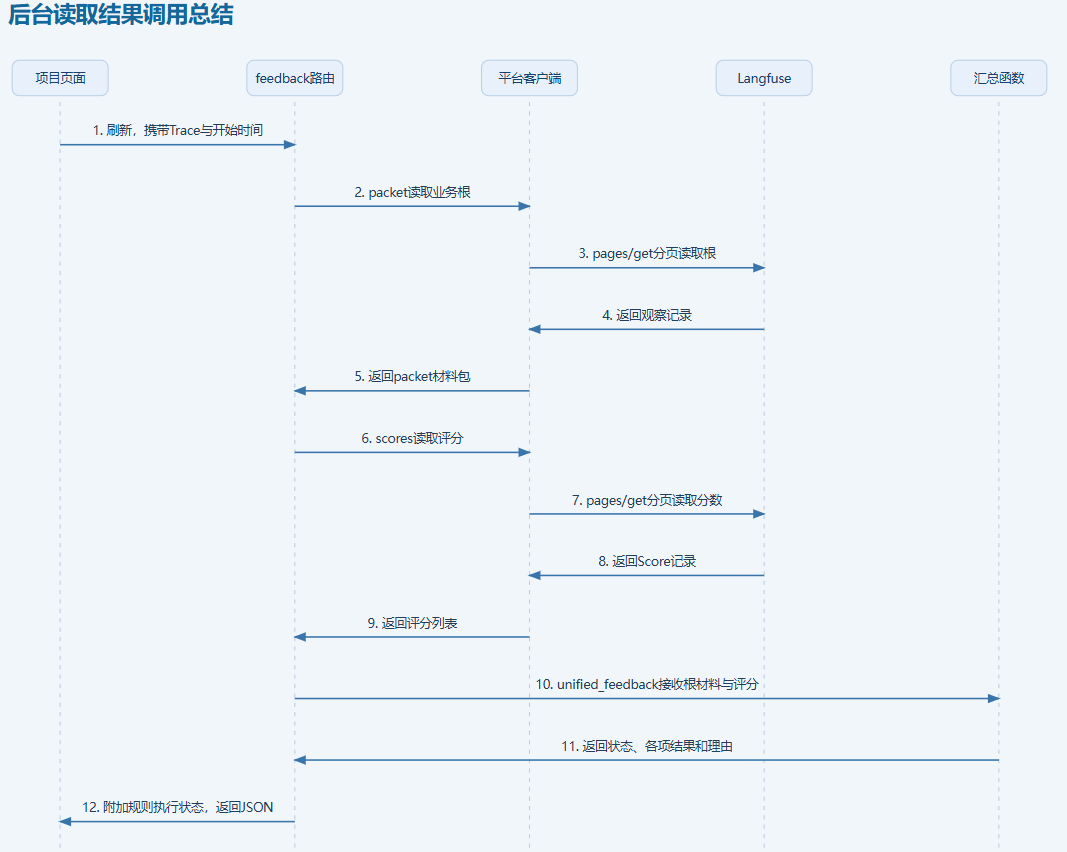 后台读取结果调用总结
项目页面
feedback路由
平台客户端
Langfuse
汇总函数
1. 刷新，携带Trace与开始时间
2. packet读取业务根
3. pages/get分页读取根
4. 返回观察记录
5. 返回packet材料包
6. scores读取评分
7. pages/get分页读取分数
8. 返回Score记录
9. 返回评分列表
10. unified_feedback接收根材料与评分
11. 返回状态、各项结果和理由
12. 附加规则执行状态，返回JSON